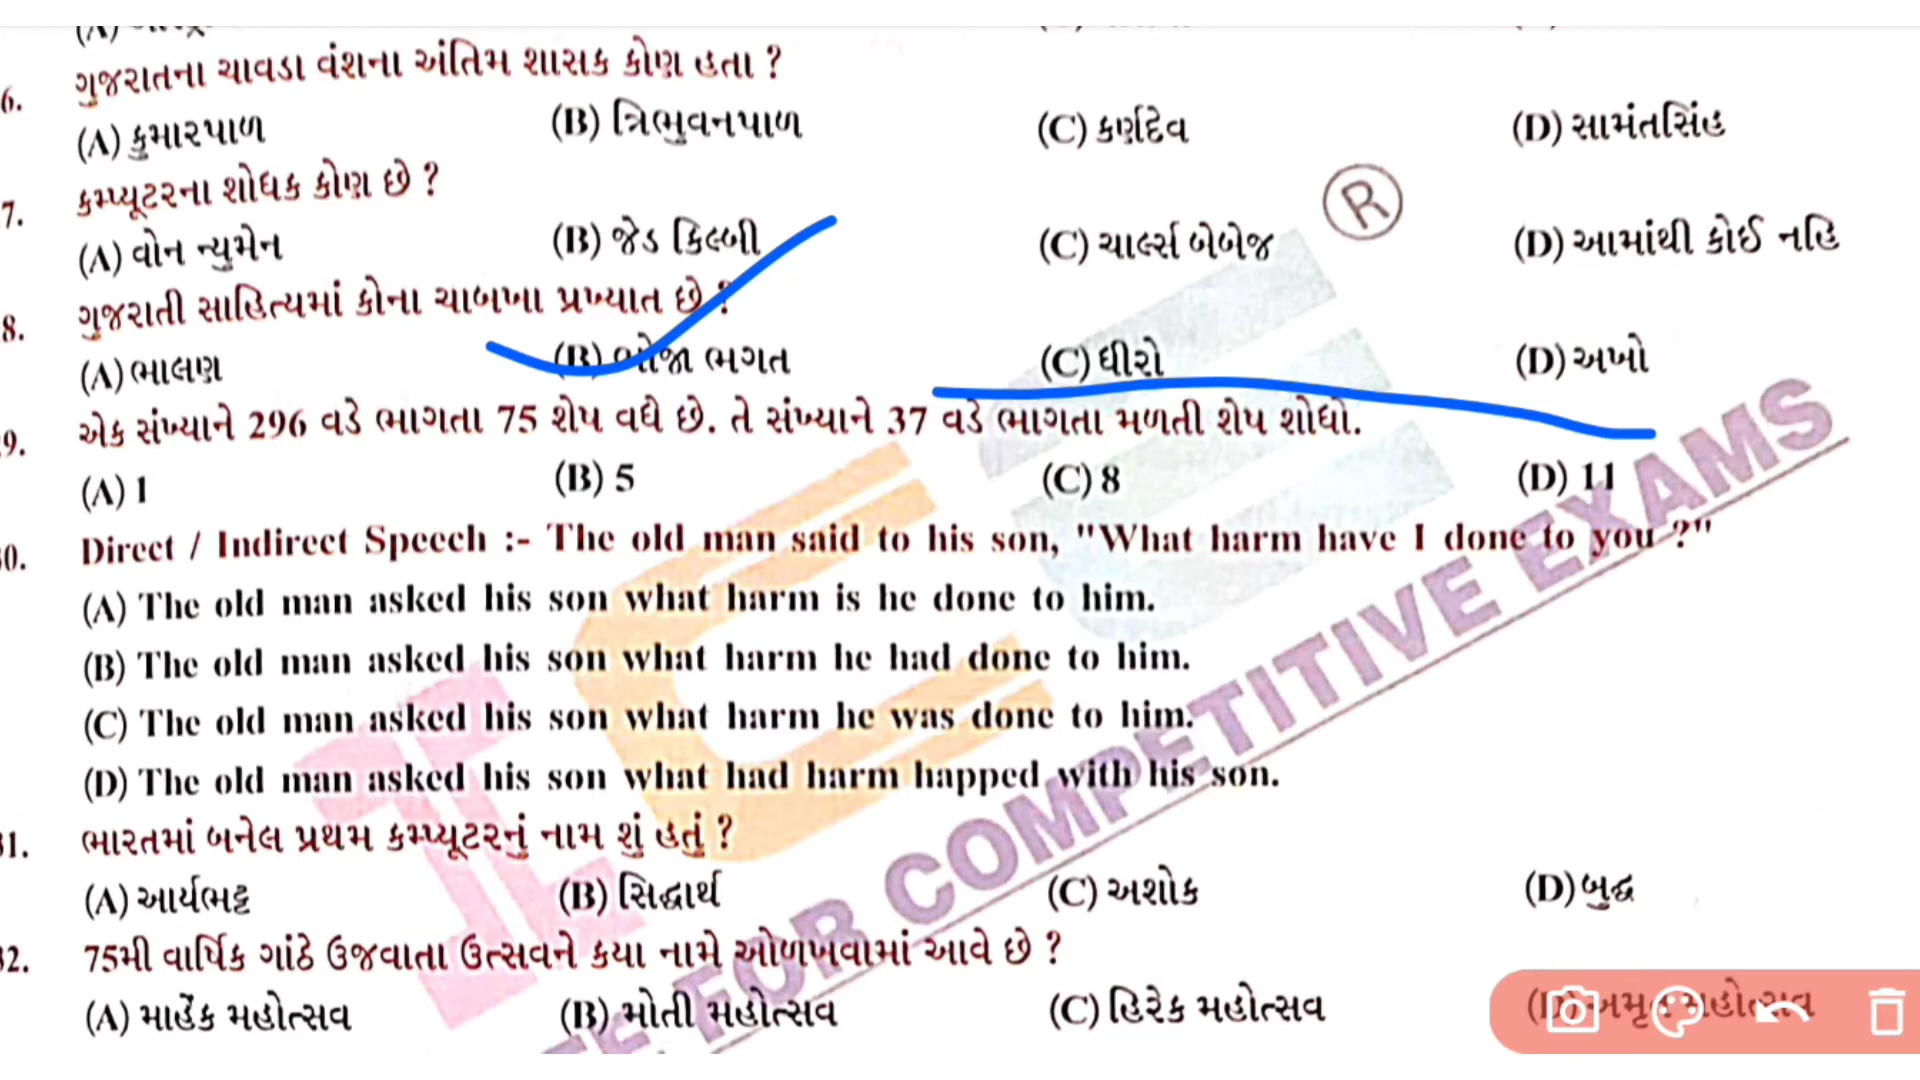 6. ગુજરાતના ચાવડા વંશના અંતિમ શાસક કોણ હતા ?
(A) કુમારપાળ (B) ત્રિભુવનપાળ (C) કર્ણદેવ (D) સામંતસિંહ
7. કમ્પ્યૂટરના શોધક કોણ છે ?
(A) વોન ન્યુમેન (B) જેડ કિલ્બી (C) ચાર્લ્સ બેબેજ (D) આમાંથી કોઈ નહિ
8. ગુજરાતી સાહિત્યમાં કોના ચાબખા પ્રખ્યાત છે ?
(A) ભાલણ (B) ભોજા ભગત (C) ધીરો (D) અખો
9. એક સંખ્યાને 296 વડે ભાગતા 75 શેષ વધે છે. તે સંખ્યાને 37 વડે ભાગતા મળતી શેષ શોધો.
(A) 1 (B) 5 (C) 8 (D) 11
0. Direct / Indirect Speech :- The old man said to his son, "What harm have I done to you ?"
(A) The old man asked his son what harm is he done to him.
(B) The old man asked his son what harm he had done to him.
(C) The old man asked his son what harm he was done to him.
(D) The old man asked his son what had harm happed with his son.
31. ભારતમાં બનેલ પ્રથમ કમ્પ્યૂટરનું નામ શું હતું ?
(A) આર્યભટ્ટ (B) સિદ્ધાર્થ (C) અશોક (D) બુદ્ધ
32. 75મી વાર્ષિક ગાંઠે ઉજવાતા ઉત્સવને કયા નામે ઓળખવામાં આવે છે ?
(A) માર્હેક મહોત્સવ (B) મોતી મહોત્સવ (C) હિરેક મહોત્સવ (D) અમૃત મહોત્સવ
®
FOR COMPETITIVE EXAMS